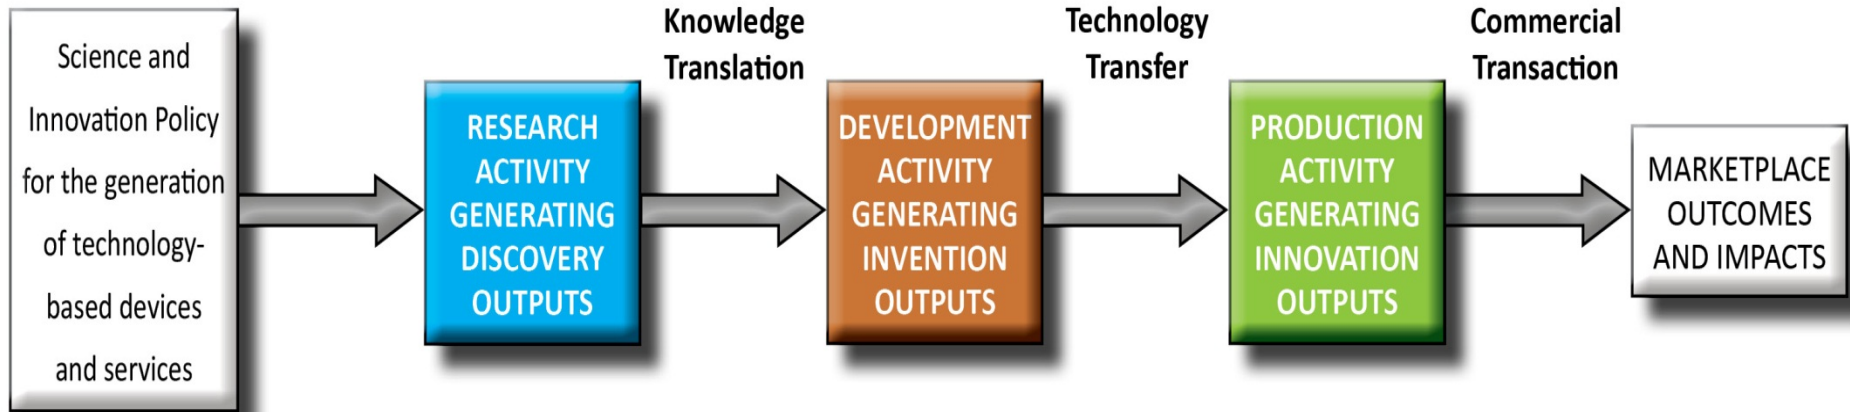 Science and
Innovation Policy
for the generation
of technology-
based devices
and services
RESEARCH
ACTIVITY
GENERATING
DISCOVERY
OUTPUTS
Knowledge
Translation
DEVELOPMENT
ACTIVITY
GENERATING
INVENTION
OUTPUTS
Technology
Transfer
PRODUCTION
ACTIVITY
GENERATING
INNOVATION
OUTPUTS
Commercial
Transaction
MARKETPLACE
OUTCOMES
AND IMPACTS